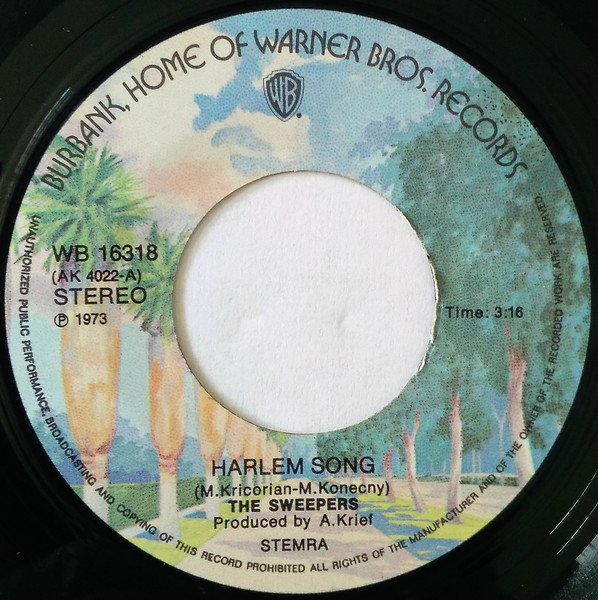 BURBANK, HOME OF WARNER BROS. RECORDS
WB
WB 16318
(AK 4022-A)
STEREO
℗ 1973
Time: 3:16
HARLEM SONG
(M.Kricorian-M.Konecny)
THE SWEEPERS
Produced by A.Krief
STEMRA
UNAUTHORIZED PUBLIC PERFORMANCE, BROADCASTING AND COPYING OF THIS RECORD PROHIBITED ALL RIGHTS OF THE MANUFACTURER AND OF THE OWNER OF THE RECORDED WORK ARE RESERVED.